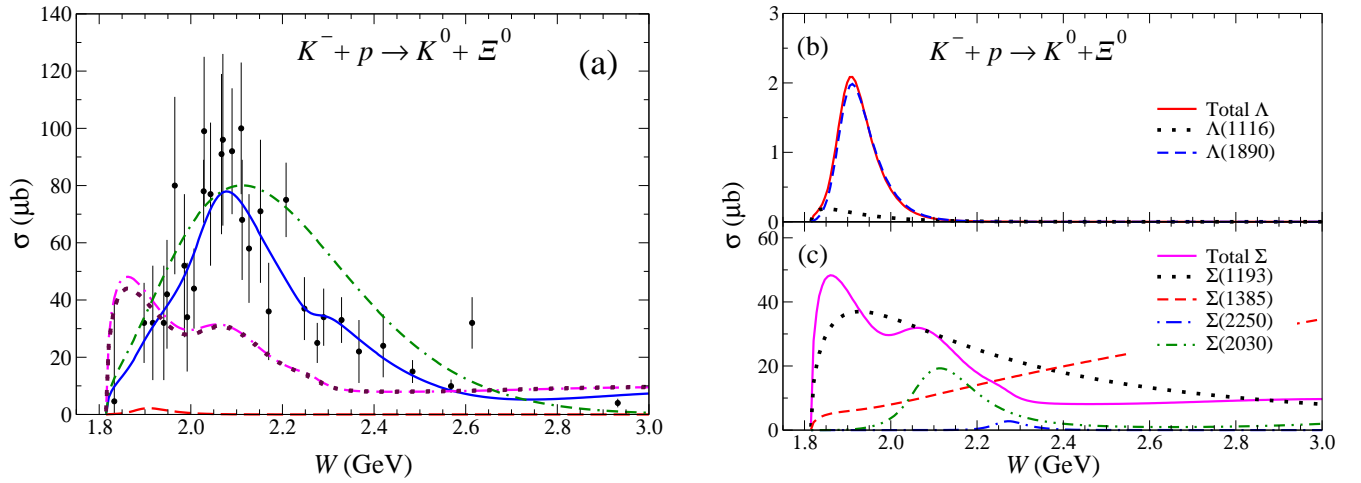 K⁻ + p → K⁰ + Ξ⁰
(a)
140
120
100
80
60
40
20
0
σ (μb)
1.8 2.0 2.2 2.4 2.6 2.8 3.0
W (GeV)
(b) K⁻ + p → K⁰ + Ξ⁰
3
2
1
0
Total Λ
Λ(1116)
Λ(1890)
σ (μb)
(c)
60
40
20
0
Total Σ
Σ(1193)
Σ(1385)
Σ(2250)
Σ(2030)
1.8 2.0 2.2 2.4 2.6 2.8 3.0
W (GeV)